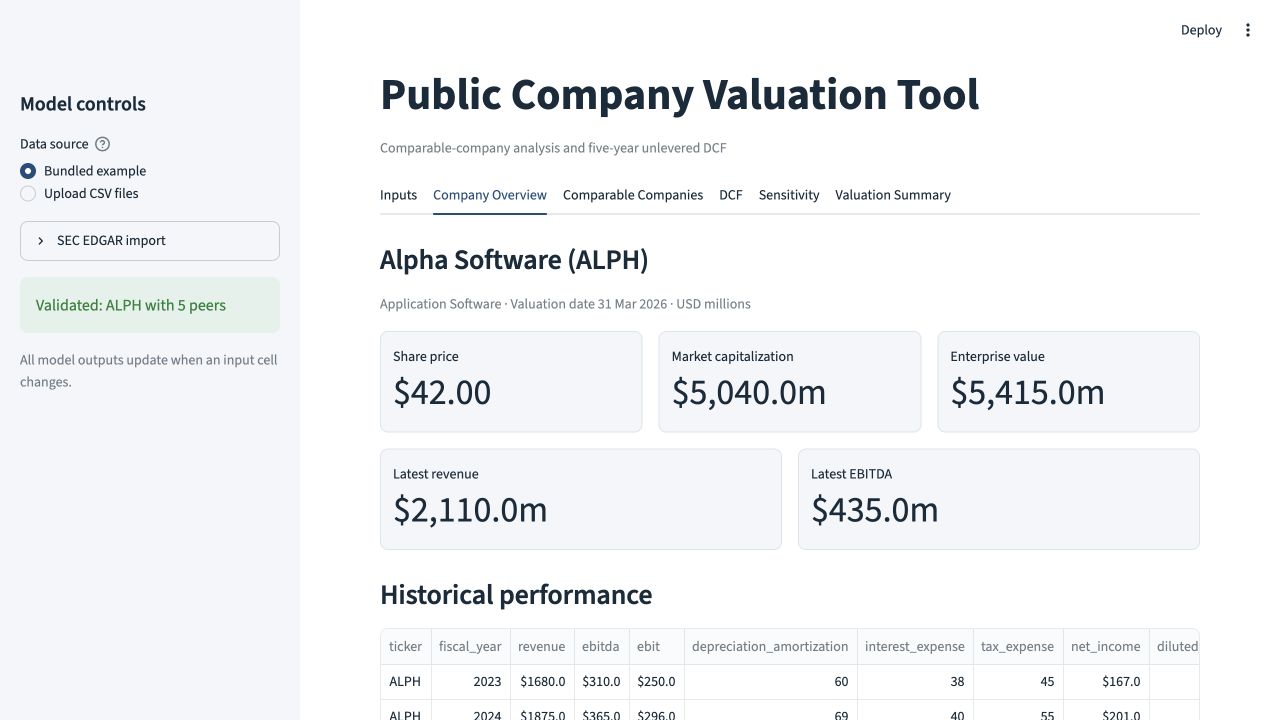 Deploy
Model controls
Data source
Bundled example
Upload CSV files
SEC EDGAR import
Validated: ALPH with 5 peers
All model outputs update when an input cell
changes.
Public Company Valuation Tool
Comparable-company analysis and five-year unlevered DCF
Inputs Company Overview Comparable Companies DCF Sensitivity Valuation Summary
Alpha Software (ALPH)
Application Software · Valuation date 31 Mar 2026 · USD millions
Share price Market capitalization Enterprise value
$42.00 $5,040.0m $5,415.0m
Latest revenue Latest EBITDA
$2,110.0m $435.0m
Historical performance
ticker fiscal_year revenue ebitda ebit depreciation_amortization interest_expense tax_expense net_income diluted
ALPH 2023 $1680.0 $310.0 $250.0 60 38 45 $167.0
ALPH 2024 $1875.0 $365.0 $296.0 69 40 55 $201.0